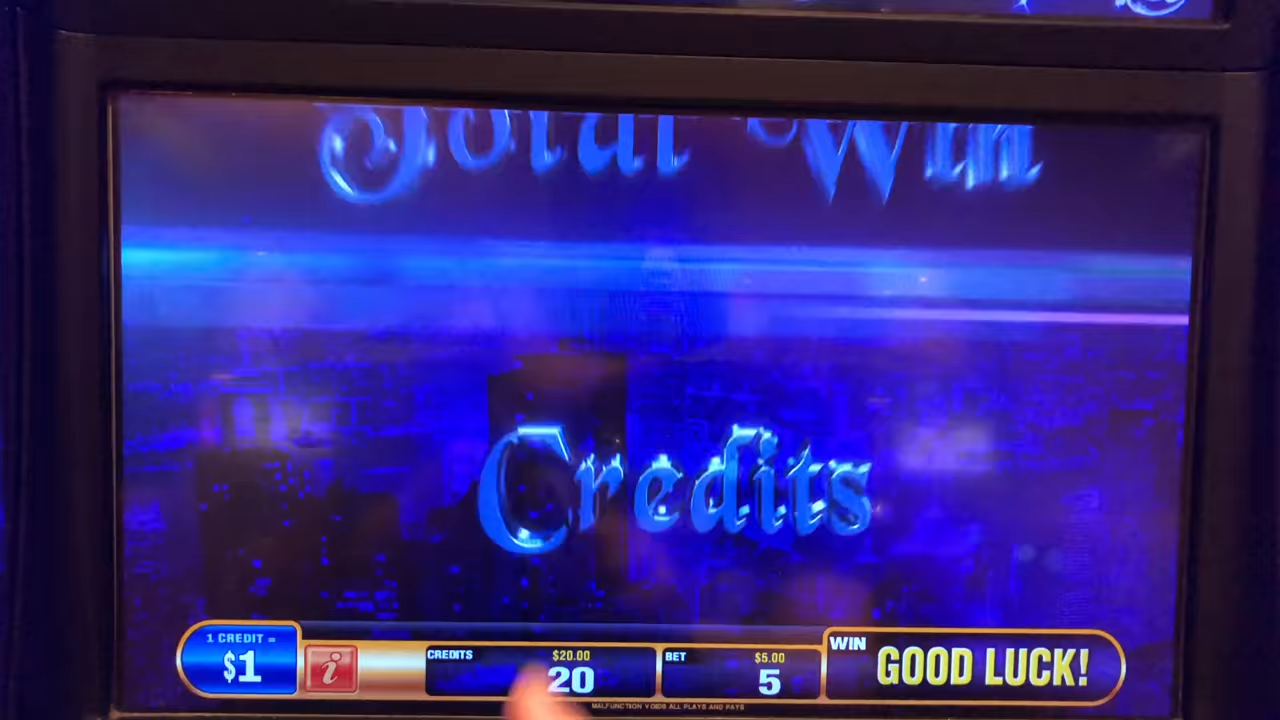 Total Win
Credits
1 CREDIT =
$1
i
CREDITS $20.00
20
BET $5.00
5
WIN
GOOD LUCK!
MALFUNCTION VOIDS ALL PLAYS AND PAYS